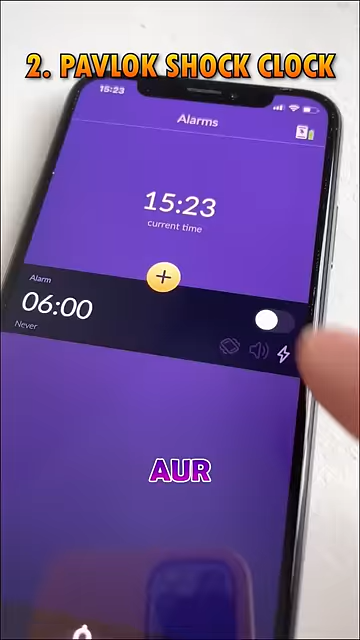 2. PAVLOK SHOCK CLOCK
15:23
Alarms
15:23
current time
+
Alarm
06:00
Never
AUR